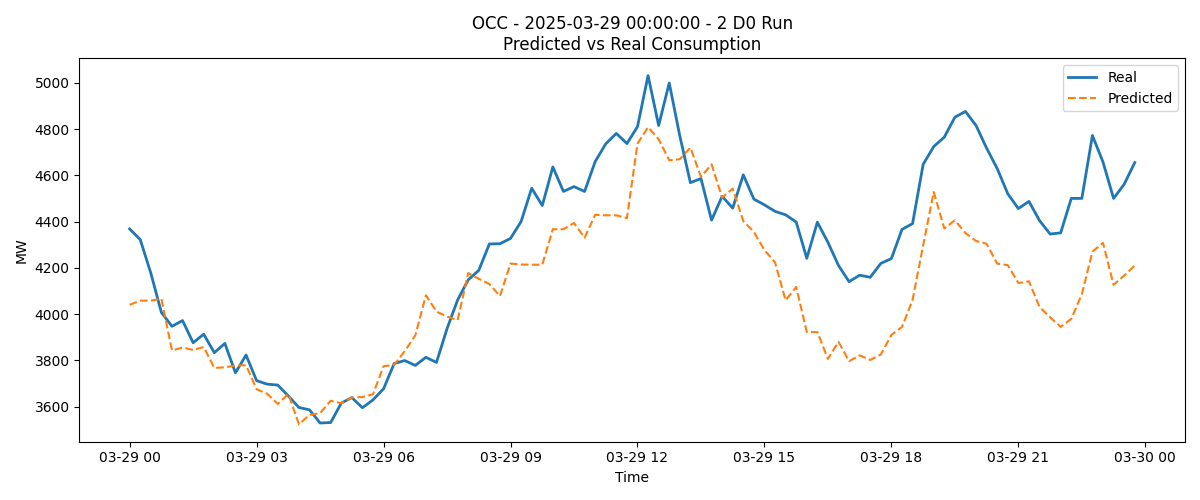 OCC - 2025-03-29 00:00:00 - 2 D0 Run
Predicted vs Real Consumption
Real
Predicted
MW
5000
4800
4600
4400
4200
4000
3800
3600
03-29 00
03-29 03
03-29 06
03-29 09
03-29 12
03-29 15
03-29 18
03-29 21
03-30 00
Time